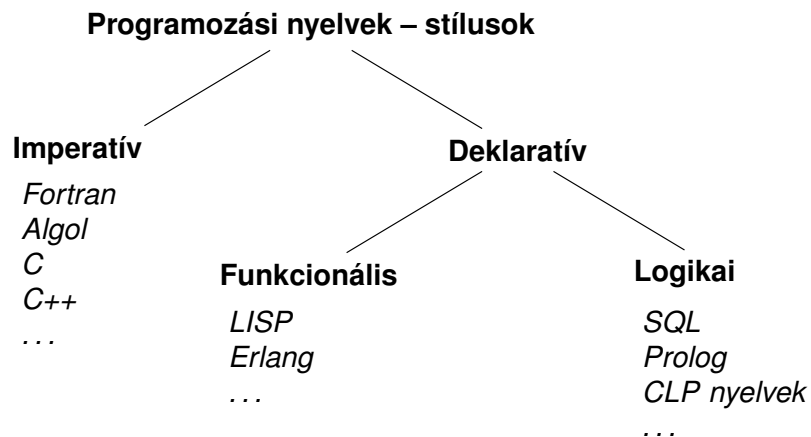 Programozási nyelvek – stílusok
Imperatív
Fortran
Algol
C
C++
...
Deklaratív
Funkcionális
LISP
Erlang
...
Logikai
SQL
Prolog
CLP nyelvek
...